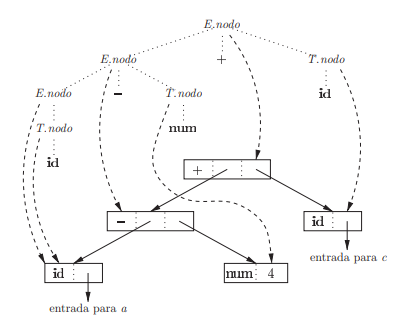 E.nodo
E.nodo + T.nodo
E.nodo − T.nodo id
T.nodo num
id
+
− id
entrada para c
id num 4
entrada para a